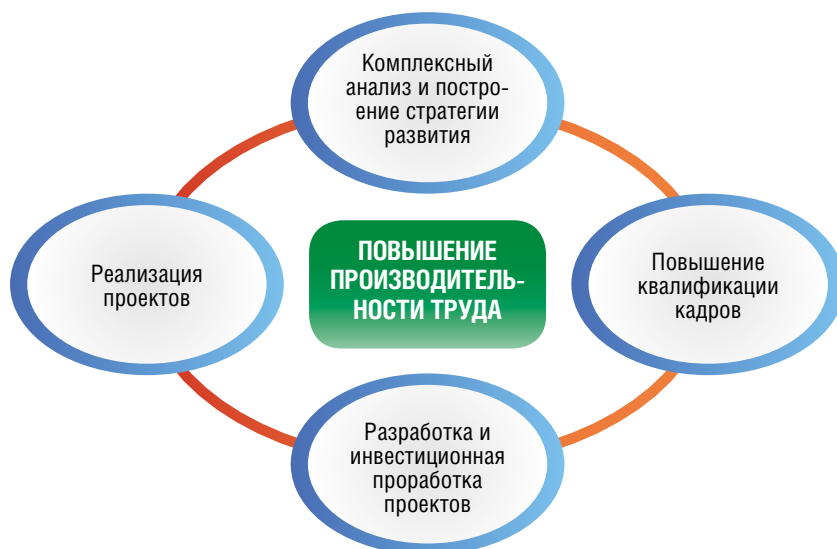 Комплексный
анализ и постро-
ение стратегии
развития
Реализация
проектов
ПОВЫШЕНИЕ
ПРОИЗВОДИТЕЛЬ-
НОСТИ ТРУДА
Повышение
квалификации
кадров
Разработка и
инвестиционная
проработка
проектов